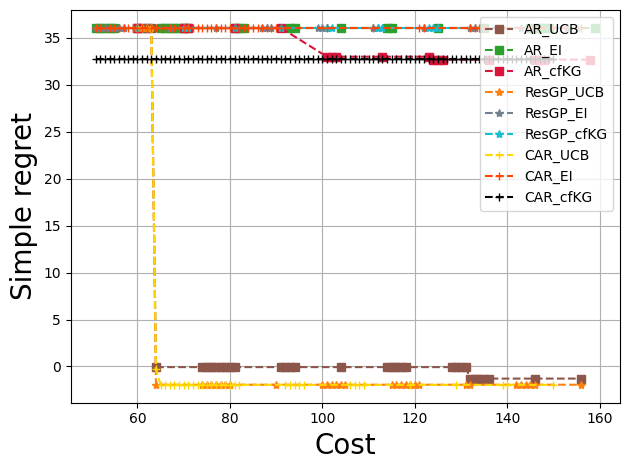 Simple regret
35
30
25
20
15
10
5
0
60 80 100 120 140 160
Cost
AR_UCB
AR_EI
AR_cfKG
ResGP_UCB
ResGP_EI
ResGP_cfKG
CAR_UCB
CAR_EI
CAR_cfKG